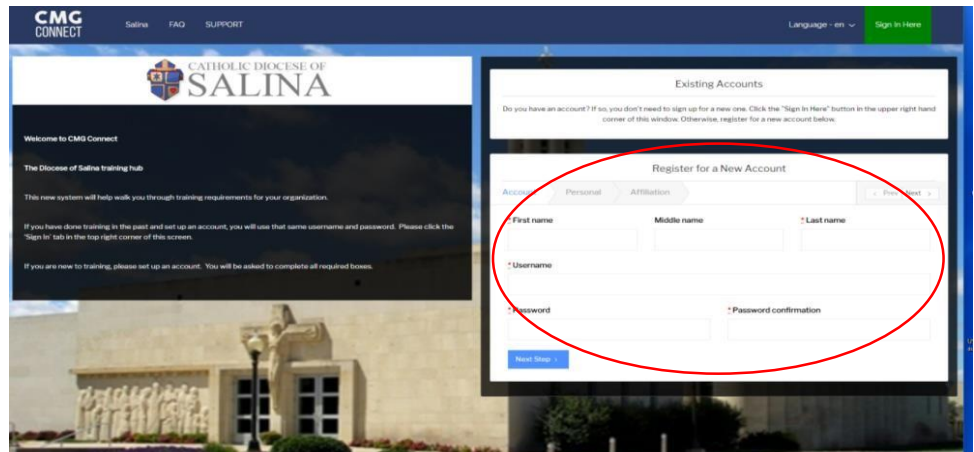 CMG
CONNECT
Salina FAQ SUPPORT
Language - en
Sign In Here
CATHOLIC DIOCESE OF
SALINA
Welcome to CMG Connect
The Diocese of Salina training hub
This new system will help walk you through training requirements for your organization.
If you have done training in the past and set up an account, you will use that same username and password. Please click the
'Sign In' tab in the top right corner of this screen.
If you are new to training, please set up an account. You will be asked to complete all required boxes.
Existing Accounts
Do you have an account? If so, you don't need to sign up for a new one. Click the "Sign In Here" button in the upper right hand
corner of this window. Otherwise, register for a new account below.
Register for a New Account
Account Personal Affiliation
‹ Prev Next ›
* First name Middle name * Last name
* Username
* Password * Password confirmation
Next Step ›